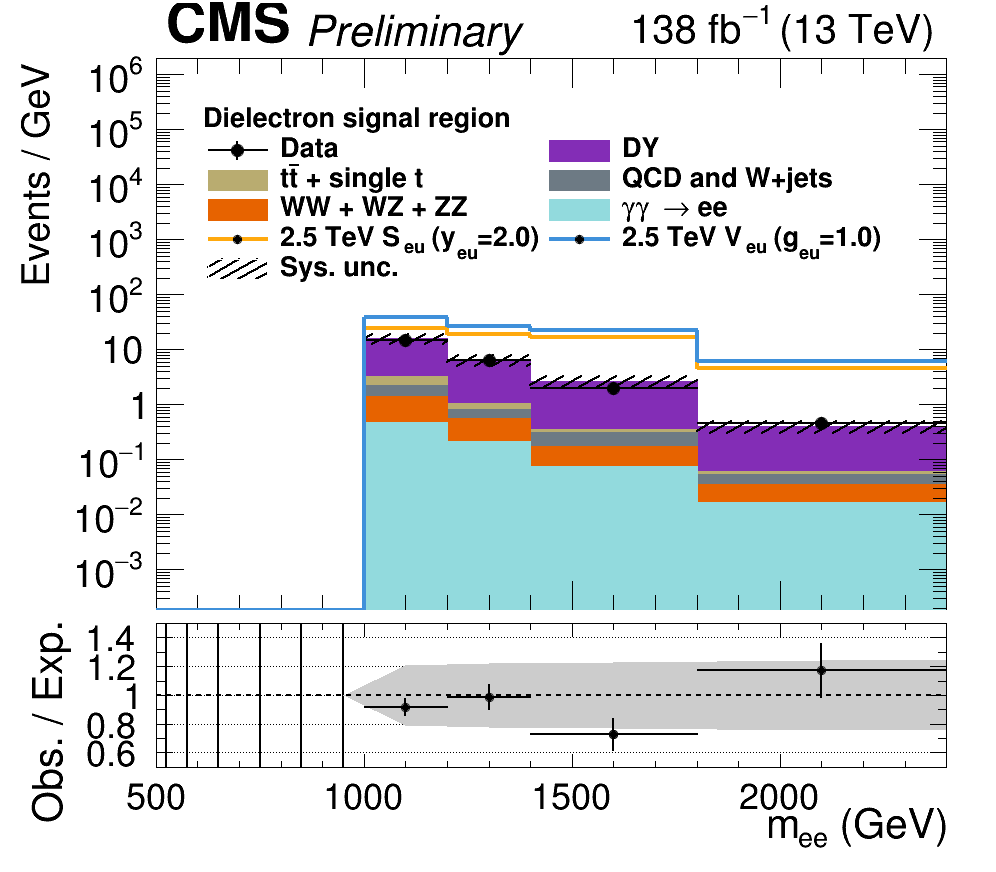 CMS Preliminary 138 fb⁻¹ (13 TeV)
Events / GeV
10⁶
10⁵
10⁴
10³
10²
10
1
10⁻¹
10⁻²
10⁻³
Dielectron signal region
Data
DY
tt̄ + single t
QCD and W+jets
WW + WZ + ZZ
γγ → ee
2.5 TeV S_eu (y_eu=2.0)
2.5 TeV V_eu (g_eu=1.0)
Sys. unc.
Obs. / Exp.
1.4
1.2
1
0.8
0.6
500 1000 1500 2000
m_ee (GeV)